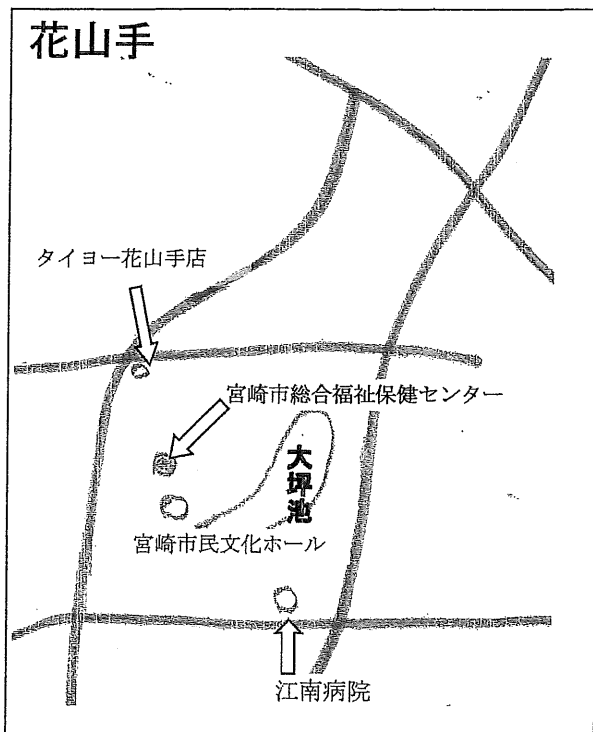 花山手
タイヨー花山手店
宮崎市総合福祉保健センター
大坪池
宮崎市民文化ホール
江南病院